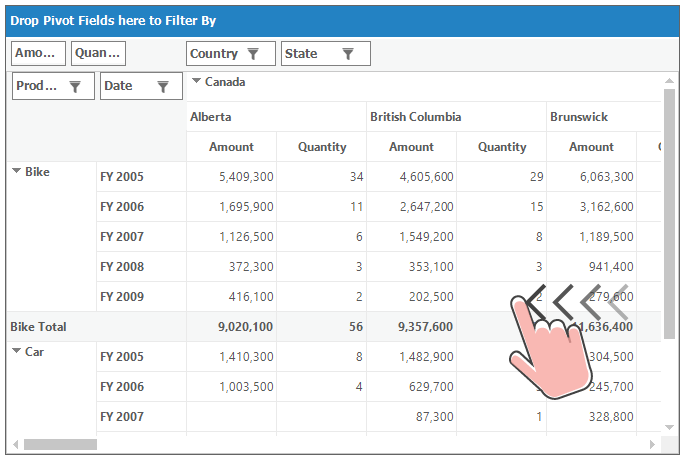 Drop Pivot Fields here to Filter By
Amo... Quan... Country State
Prod ... Date Canada
Alberta British Columbia Brunswick
Amount Quantity Amount Quantity Amount
Bike FY 2005 5,409,300 34 4,605,600 29 6,063,300
FY 2006 1,695,900 11 2,647,200 15 3,162,600
FY 2007 1,126,500 6 1,549,200 8 1,189,500
FY 2008 372,300 3 353,100 3 941,400
FY 2009 416,100 2 202,500 2 279,600
Bike Total 9,020,100 56 9,357,600 11,636,400
Car FY 2005 1,410,300 8 1,482,900 304,500
FY 2006 1,003,500 4 629,700 245,700
FY 2007 87,300 1 328,800